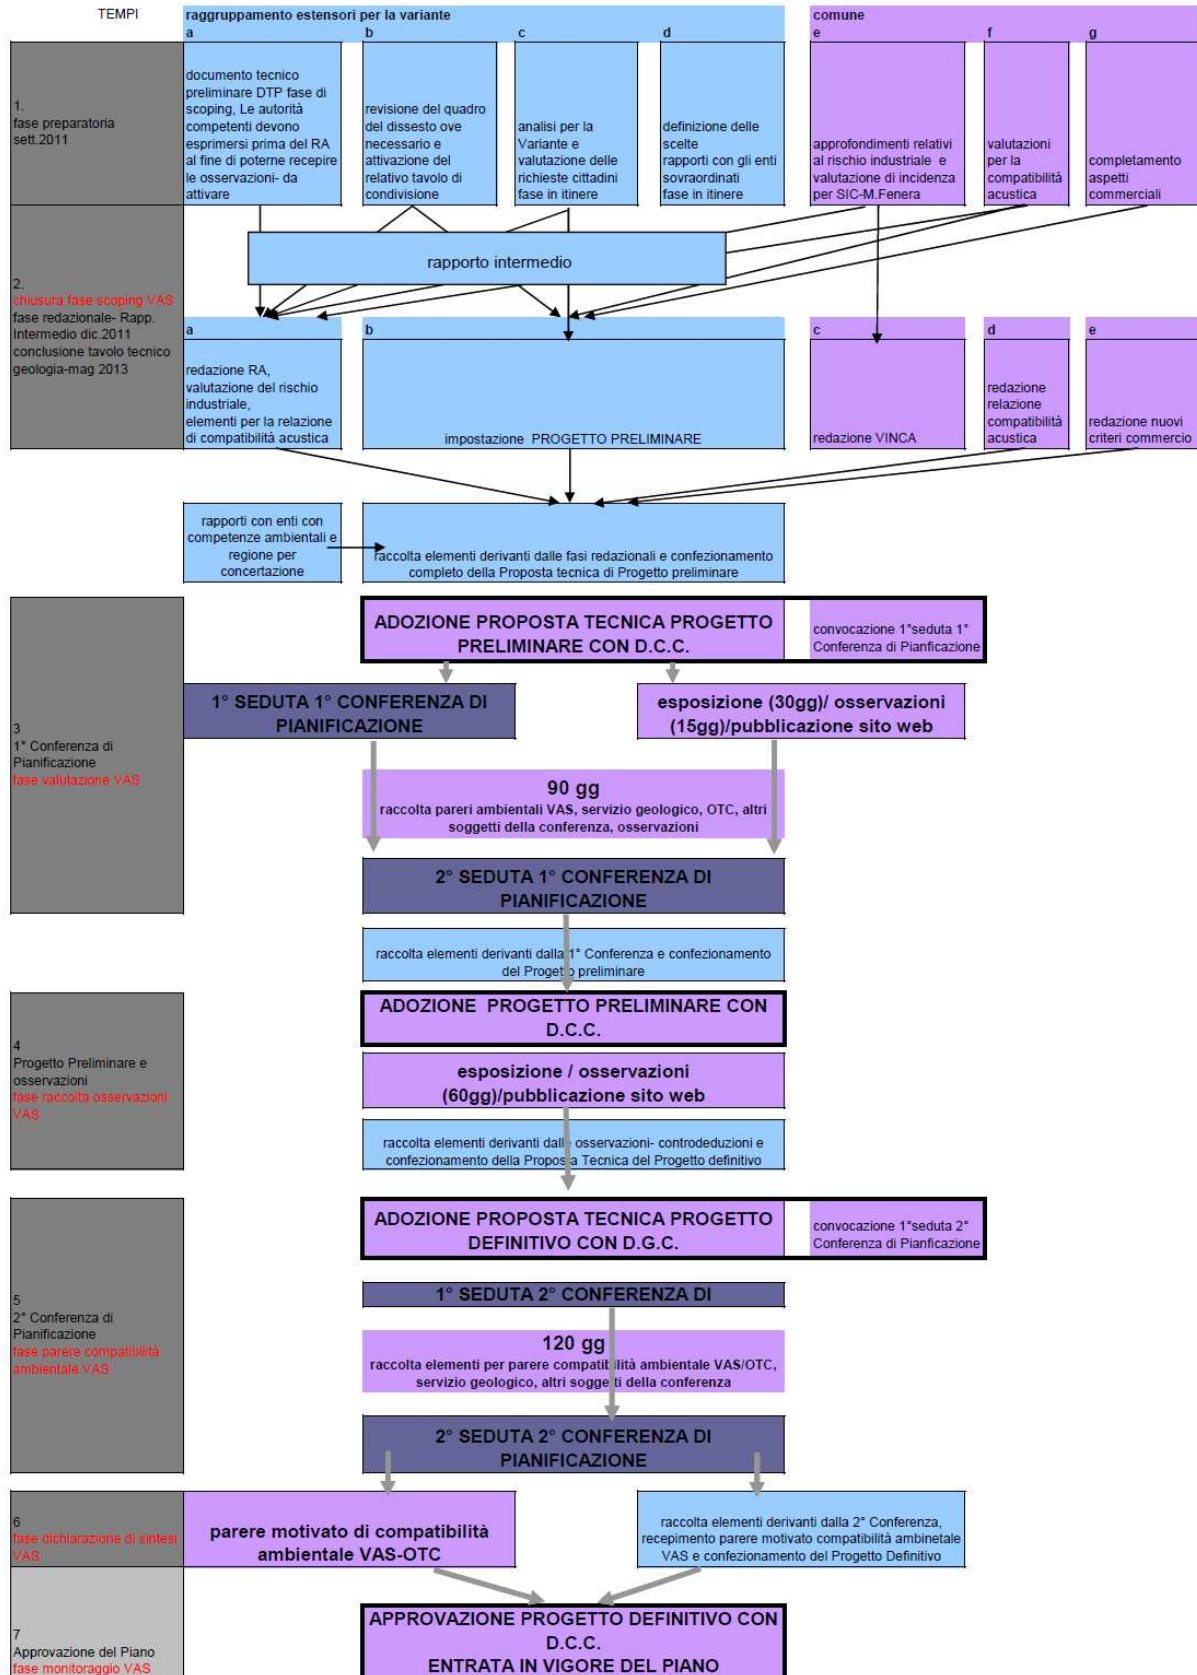 TEMPI
raggruppamento estensori per la variante
comune
a
b
c
d
e
f
g
1.
fase preparatoria
sett.2011
documento tecnico
preliminare DTP fase di
scoping, Le autorità
competenti devono
esprimersi prima del RA
al fine di poterne recepire
le osservazioni- da
attivare
revisione del quadro
del dissesto ove
necessario e
attivazione del
relativo tavolo di
condivisione
analisi per la
Variante e
valutazione delle
richieste cittadini
fase in itinere
definizione delle
scelte
rapporti con gli enti
sovraordinati
fase in itinere
approfondimenti relativi
al rischio industriale e
valutazione di incidenza
per SIC-M.Fenera
valutazioni
per la
compatibilità
acustica
completamento
aspetti
commerciali
rapporto intermedio
2.
chiusura fase scoping VAS
fase redazionale- Rapp.
Intermedio dic.2011
conclusione tavolo tecnico
geologia-mag 2013
a
b
c
d
e
redazione RA,
valutazione del rischio
industriale,
elementi per la relazione
di compatibilità acustica
impostazione PROGETTO PRELIMINARE
redazione VINCA
redazione
relazione
compatibilità
acustica
redazione nuovi
criteri commercio
rapporti con enti con
competenze ambientali e
regione per
concertazione
raccolta elementi derivanti dalle fasi redazionali e confezionamento
completo della Proposta tecnica di Progetto preliminare
3
1° Conferenza di
Pianificazione
fase valutazione VAS
ADOZIONE PROPOSTA TECNICA PROGETTO
PRELIMINARE CON D.C.C.
convocazione 1°seduta 1°
Conferenza di Pianficazione
1° SEDUTA 1° CONFERENZA DI
PIANIFICAZIONE
esposizione (30gg)/ osservazioni
(15gg)/pubblicazione sito web
90 gg
raccolta pareri ambientali VAS, servizio geologico, OTC, altri
soggetti della conferenza, osservazioni
2° SEDUTA 1° CONFERENZA DI
PIANIFICAZIONE
raccolta elementi derivanti dalla 1° Conferenza e confezionamento
del Progetto preliminare
4
Progetto Preliminare e
osservazioni
fase raccolta osservazioni
VAS
ADOZIONE PROGETTO PRELIMINARE CON
D.C.C.
esposizione / osservazioni
(60gg)/pubblicazione sito web
raccolta elementi derivanti dalle osservazioni- controdeduzioni e
confezionamento della Proposta Tecnica del Progetto definitivo
5
2° Conferenza di
Pianificazione
fase parere compatibilità
ambientale VAS
ADOZIONE PROPOSTA TECNICA PROGETTO
DEFINITIVO CON D.G.C.
convocazione 1°seduta 2°
Conferenza di Pianficazione
1° SEDUTA 2° CONFERENZA DI
120 gg
raccolta elementi per parere compatibilità ambientale VAS/OTC,
servizio geologico, altri soggetti della conferenza
2° SEDUTA 2° CONFERENZA DI
PIANIFICAZIONE
6
fase dichiarazione di sintesi
VAS
parere motivato di compatibilità
ambientale VAS-OTC
raccolta elementi derivanti dalla 2° Conferenza,
recepimento parere motivato compatibilità ambinetale
VAS e confezionamento del Progetto Definitivo
7
Approvazione del Piano
fase monitoraggio VAS
APPROVAZIONE PROGETTO DEFINITIVO CON
D.C.C.
ENTRATA IN VIGORE DEL PIANO